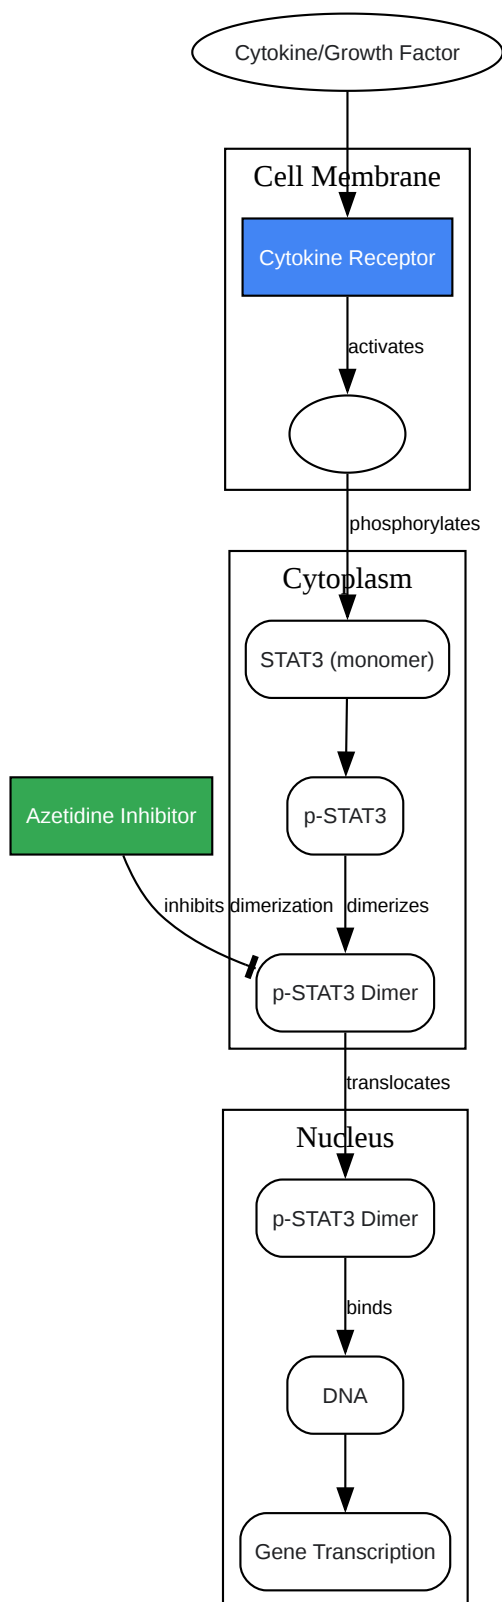 Cytokine/Growth Factor
Cell Membrane
Cytokine Receptor
activates
phosphorylates
Cytoplasm
STAT3 (monomer)
Azetidine Inhibitor
p-STAT3
inhibits dimerization
dimerizes
p-STAT3 Dimer
translocates
Nucleus
p-STAT3 Dimer
binds
DNA
Gene Transcription